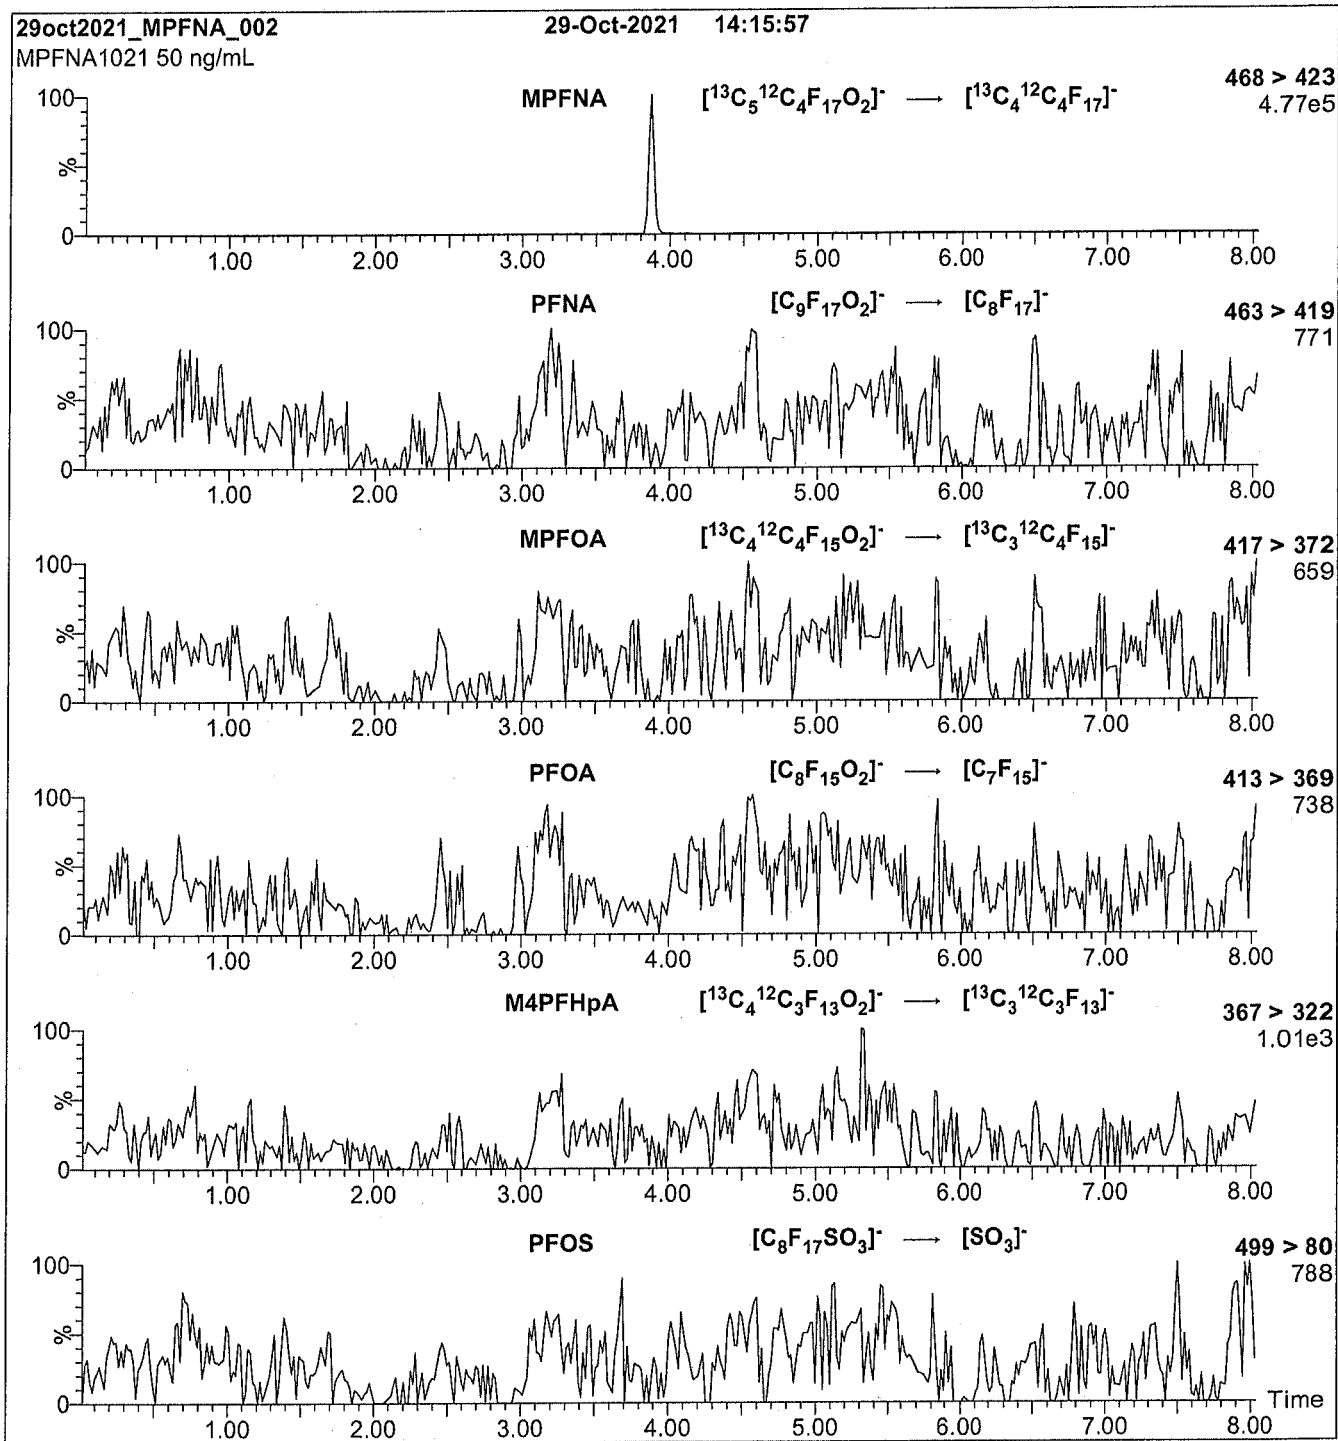 29oct2021_MPFNA_002 29-Oct-2021 14:15:57
MPFNA1021 50 ng/mL
MPFNA [¹³C₅¹²C₄F₁₇O₂]⁻ → [¹³C₄¹²C₄F₁₇]⁻ 468 > 423
4.77e5
100
%
0
1.00 2.00 3.00 4.00 5.00 6.00 7.00 8.00
PFNA [C₉F₁₇O₂]⁻ → [C₈F₁₇]⁻ 463 > 419
771
100
%
0
1.00 2.00 3.00 4.00 5.00 6.00 7.00 8.00
MPFOA [¹³C₄¹²C₄F₁₅O₂]⁻ → [¹³C₃¹²C₄F₁₅]⁻ 417 > 372
659
100
%
0
1.00 2.00 3.00 4.00 5.00 6.00 7.00 8.00
PFOA [C₈F₁₅O₂]⁻ → [C₇F₁₅]⁻ 413 > 369
738
100
%
0
1.00 2.00 3.00 4.00 5.00 6.00 7.00 8.00
M4PFHpA [¹³C₄¹²C₃F₁₃O₂]⁻ → [¹³C₃¹²C₃F₁₃]⁻ 367 > 322
1.01e3
100
%
0
1.00 2.00 3.00 4.00 5.00 6.00 7.00 8.00
PFOS [C₈F₁₇SO₃]⁻ → [SO₃]⁻ 499 > 80
788
100
%
0
Time
1.00 2.00 3.00 4.00 5.00 6.00 7.00 8.00